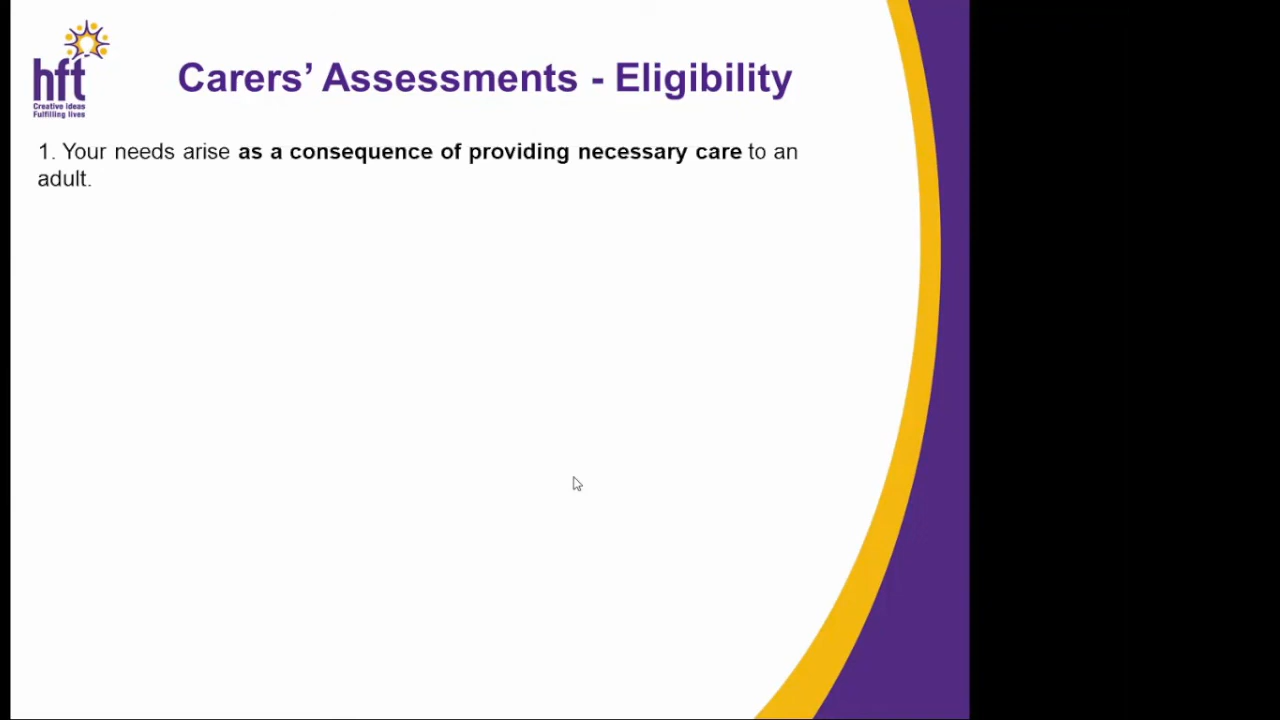 hft
Creative ideas
Fulfilling lives
Carers’ Assessments - Eligibility
1. Your needs arise as a consequence of providing necessary care to an
adult.